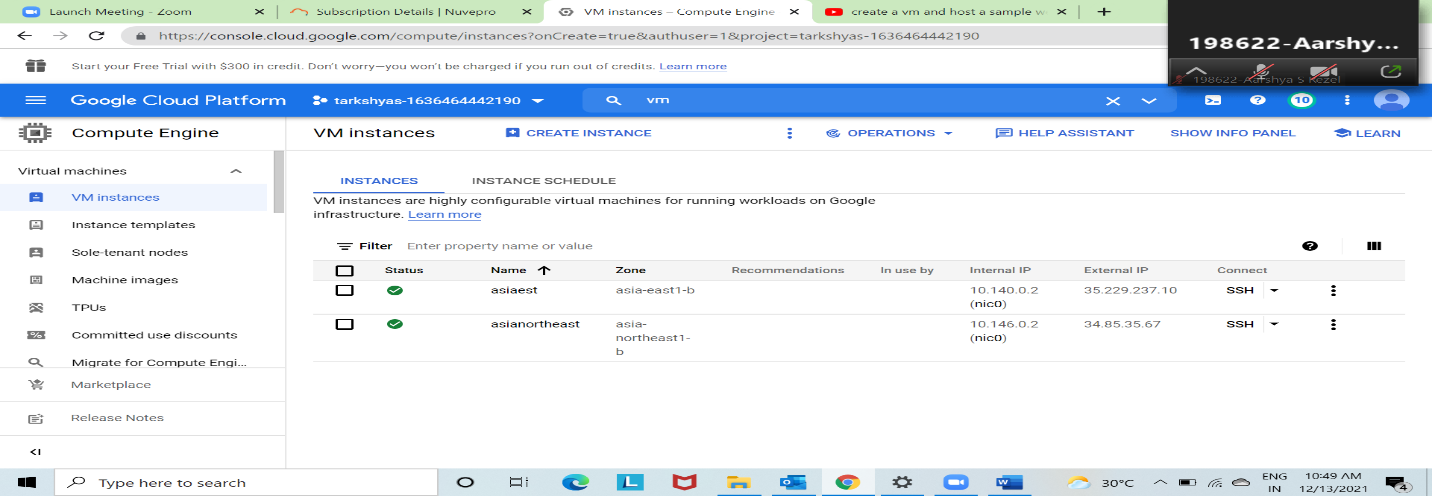 Launch Meeting - Zoom
Subscription Details | Nuvepro
VM instances – Compute Engine
create a vm and host a sample w
https://console.cloud.google.com/compute/instances?onCreate=true&authuser=1&project=tarkshyas-1636464442190
198622-Aarshy...
198622-Aarshya S Rezel
Start your Free Trial with $300 in credit. Don't worry—you won't be charged if you run out of credits. Learn more
Google Cloud Platform
tarkshyas-1636464442190
vm
10
Compute Engine
VM instances
CREATE INSTANCE
OPERATIONS
HELP ASSISTANT
SHOW INFO PANEL
LEARN
Virtual machines
VM instances
Instance templates
Sole-tenant nodes
Machine images
TPUs
Committed use discounts
Migrate for Compute Engi...
Marketplace
Release Notes
INSTANCES INSTANCE SCHEDULE
VM instances are highly configurable virtual machines for running workloads on Google
infrastructure. Learn more
Filter Enter property name or value
Status Name Zone Recommendations In use by Internal IP External IP Connect
asiaest asia-east1-b 10.140.0.2 35.229.237.10 SSH
(nic0)
asianortheast asia- 10.146.0.2 34.85.35.67 SSH
northeast1- (nic0)
b
Type here to search
30°C
ENG
IN
10:49 AM
12/13/2021
4